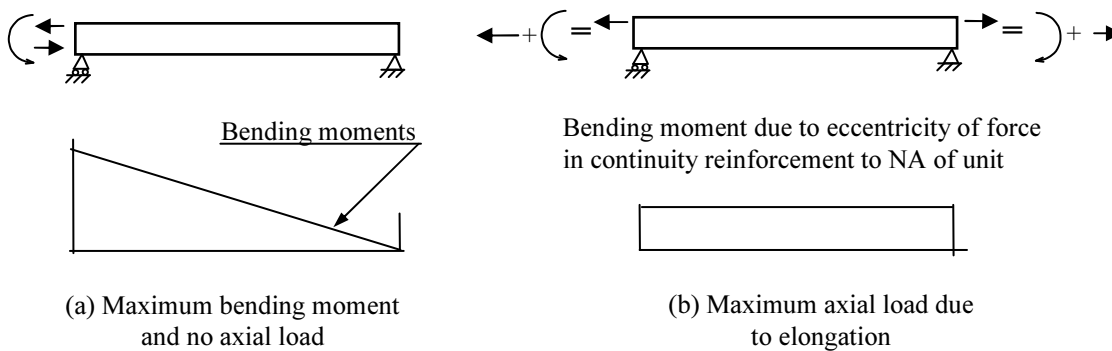 +
=
=
+
Bending moments
Bending moment due to eccentricity of force
in continuity reinforcement to NA of unit
(a) Maximum bending moment
and no axial load
(b) Maximum axial load due
to elongation